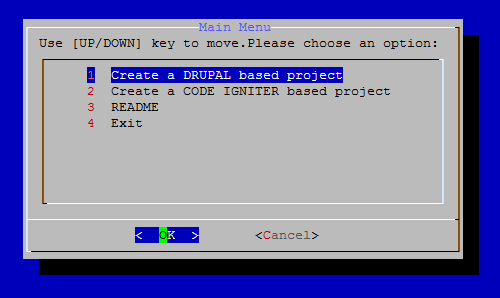 Main Menu
Use [UP/DOWN] key to move.Please choose an option:
1 Create a DRUPAL based project
2 Create a CODE IGNITER based project
3 README
4 Exit
< OK > <Cancel>